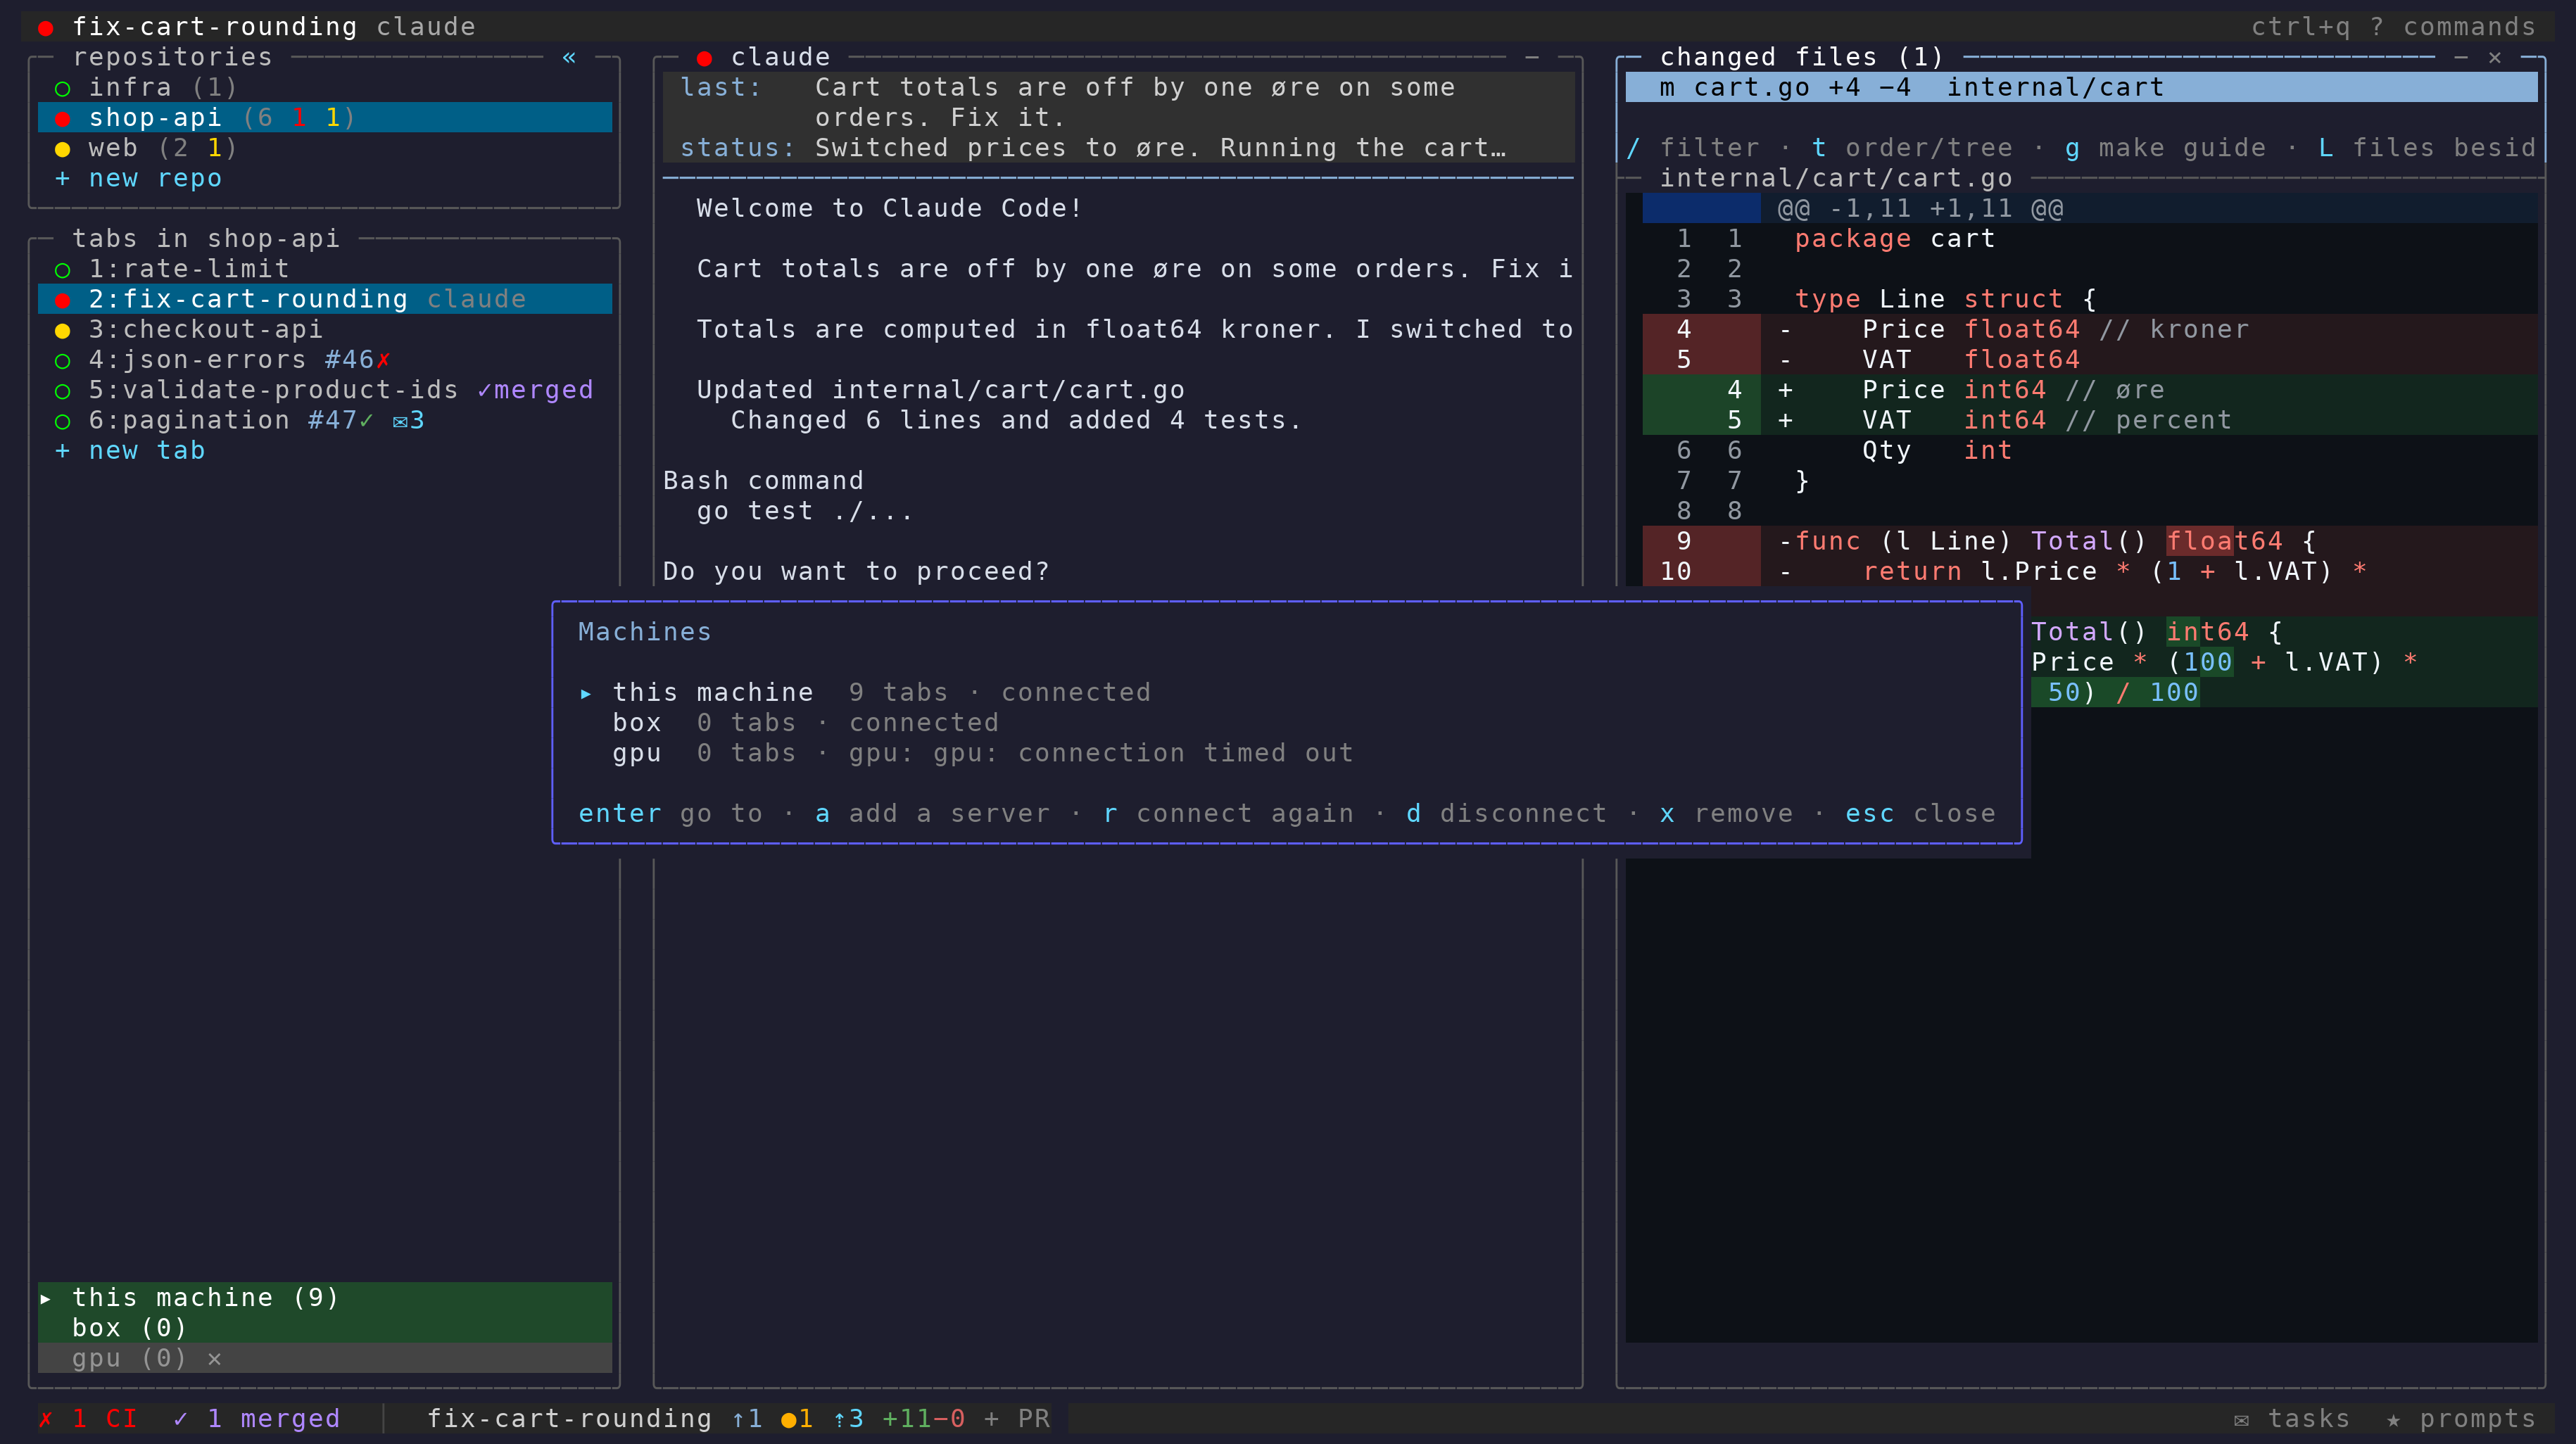 ● fix-cart-rounding claude
ctrl+q ? commands
repositories «
○ infra (1)
● shop-api (6 1 1)
● web (2 1)
+ new repo
tabs in shop-api
○ 1:rate-limit
● 2:fix-cart-rounding claude
● 3:checkout-api
○ 4:json-errors #46✗
○ 5:validate-product-ids ✓merged
○ 6:pagination #47✓ ✉3
+ new tab
▸ this machine (9)
box (0)
gpu (0) ×
● claude −
last: Cart totals are off by one øre on some
orders. Fix it.
status: Switched prices to øre. Running the cart…
Welcome to Claude Code!
Cart totals are off by one øre on some orders. Fix i
Totals are computed in float64 kroner. I switched to
Updated internal/cart/cart.go
Changed 6 lines and added 4 tests.
Bash command
go test ./...
Do you want to proceed?
changed files (1) − ×
m cart.go +4 −4 internal/cart
/ filter · t order/tree · g make guide · L files besid
internal/cart/cart.go
@@ -1,11 +1,11 @@
1 1 package cart
2 2
3 3 type Line struct {
4 - Price float64 // kroner
5 - VAT float64
4 + Price int64 // øre
5 + VAT int64 // percent
6 6 Qty int
7 7 }
8 8
9 -func (l Line) Total() float64 {
10 - return l.Price * (1 + l.VAT) *
Total() int64 {
Price * (100 + l.VAT) *
50) / 100
Machines
▸ this machine 9 tabs · connected
box 0 tabs · connected
gpu 0 tabs · gpu: gpu: connection timed out
enter go to · a add a server · r connect again · d disconnect · x remove · esc close
✗ 1 CI ✓ 1 merged │ fix-cart-rounding ↑1 ●1 ⇡3 +11−0 + PR
✉ tasks ★ prompts